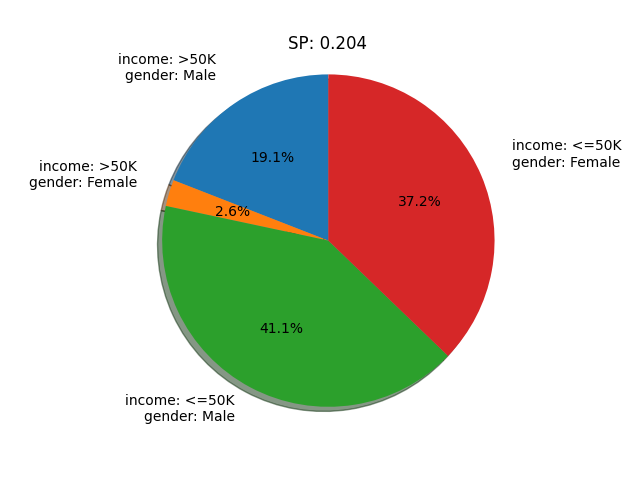 SP: 0.204
income: >50K
gender: Male
19.1%
income: >50K
gender: Female
2.6%
41.1%
income: <=50K
gender: Male
income: <=50K
gender: Female
37.2%